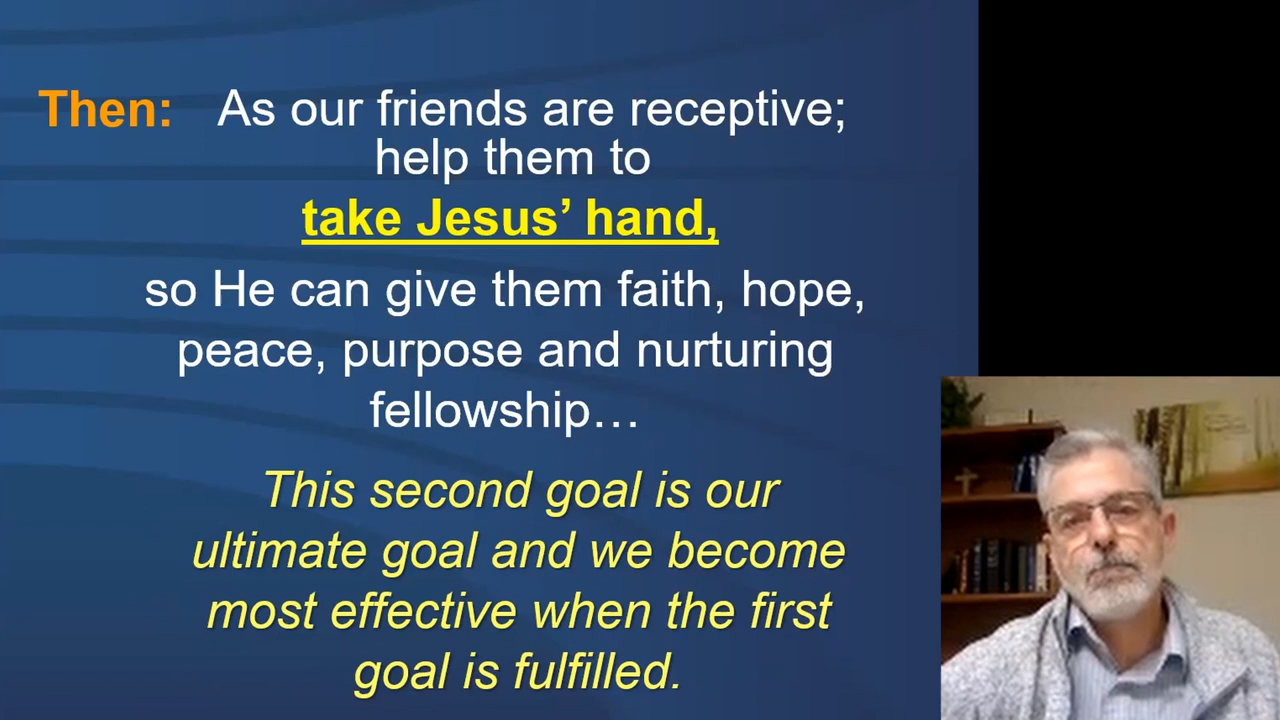 Then: As our friends are receptive;
help them to
take Jesus’ hand,
so He can give them faith, hope,
peace, purpose and nurturing
fellowship…
This second goal is our
ultimate goal and we become
most effective when the first
goal is fulfilled.